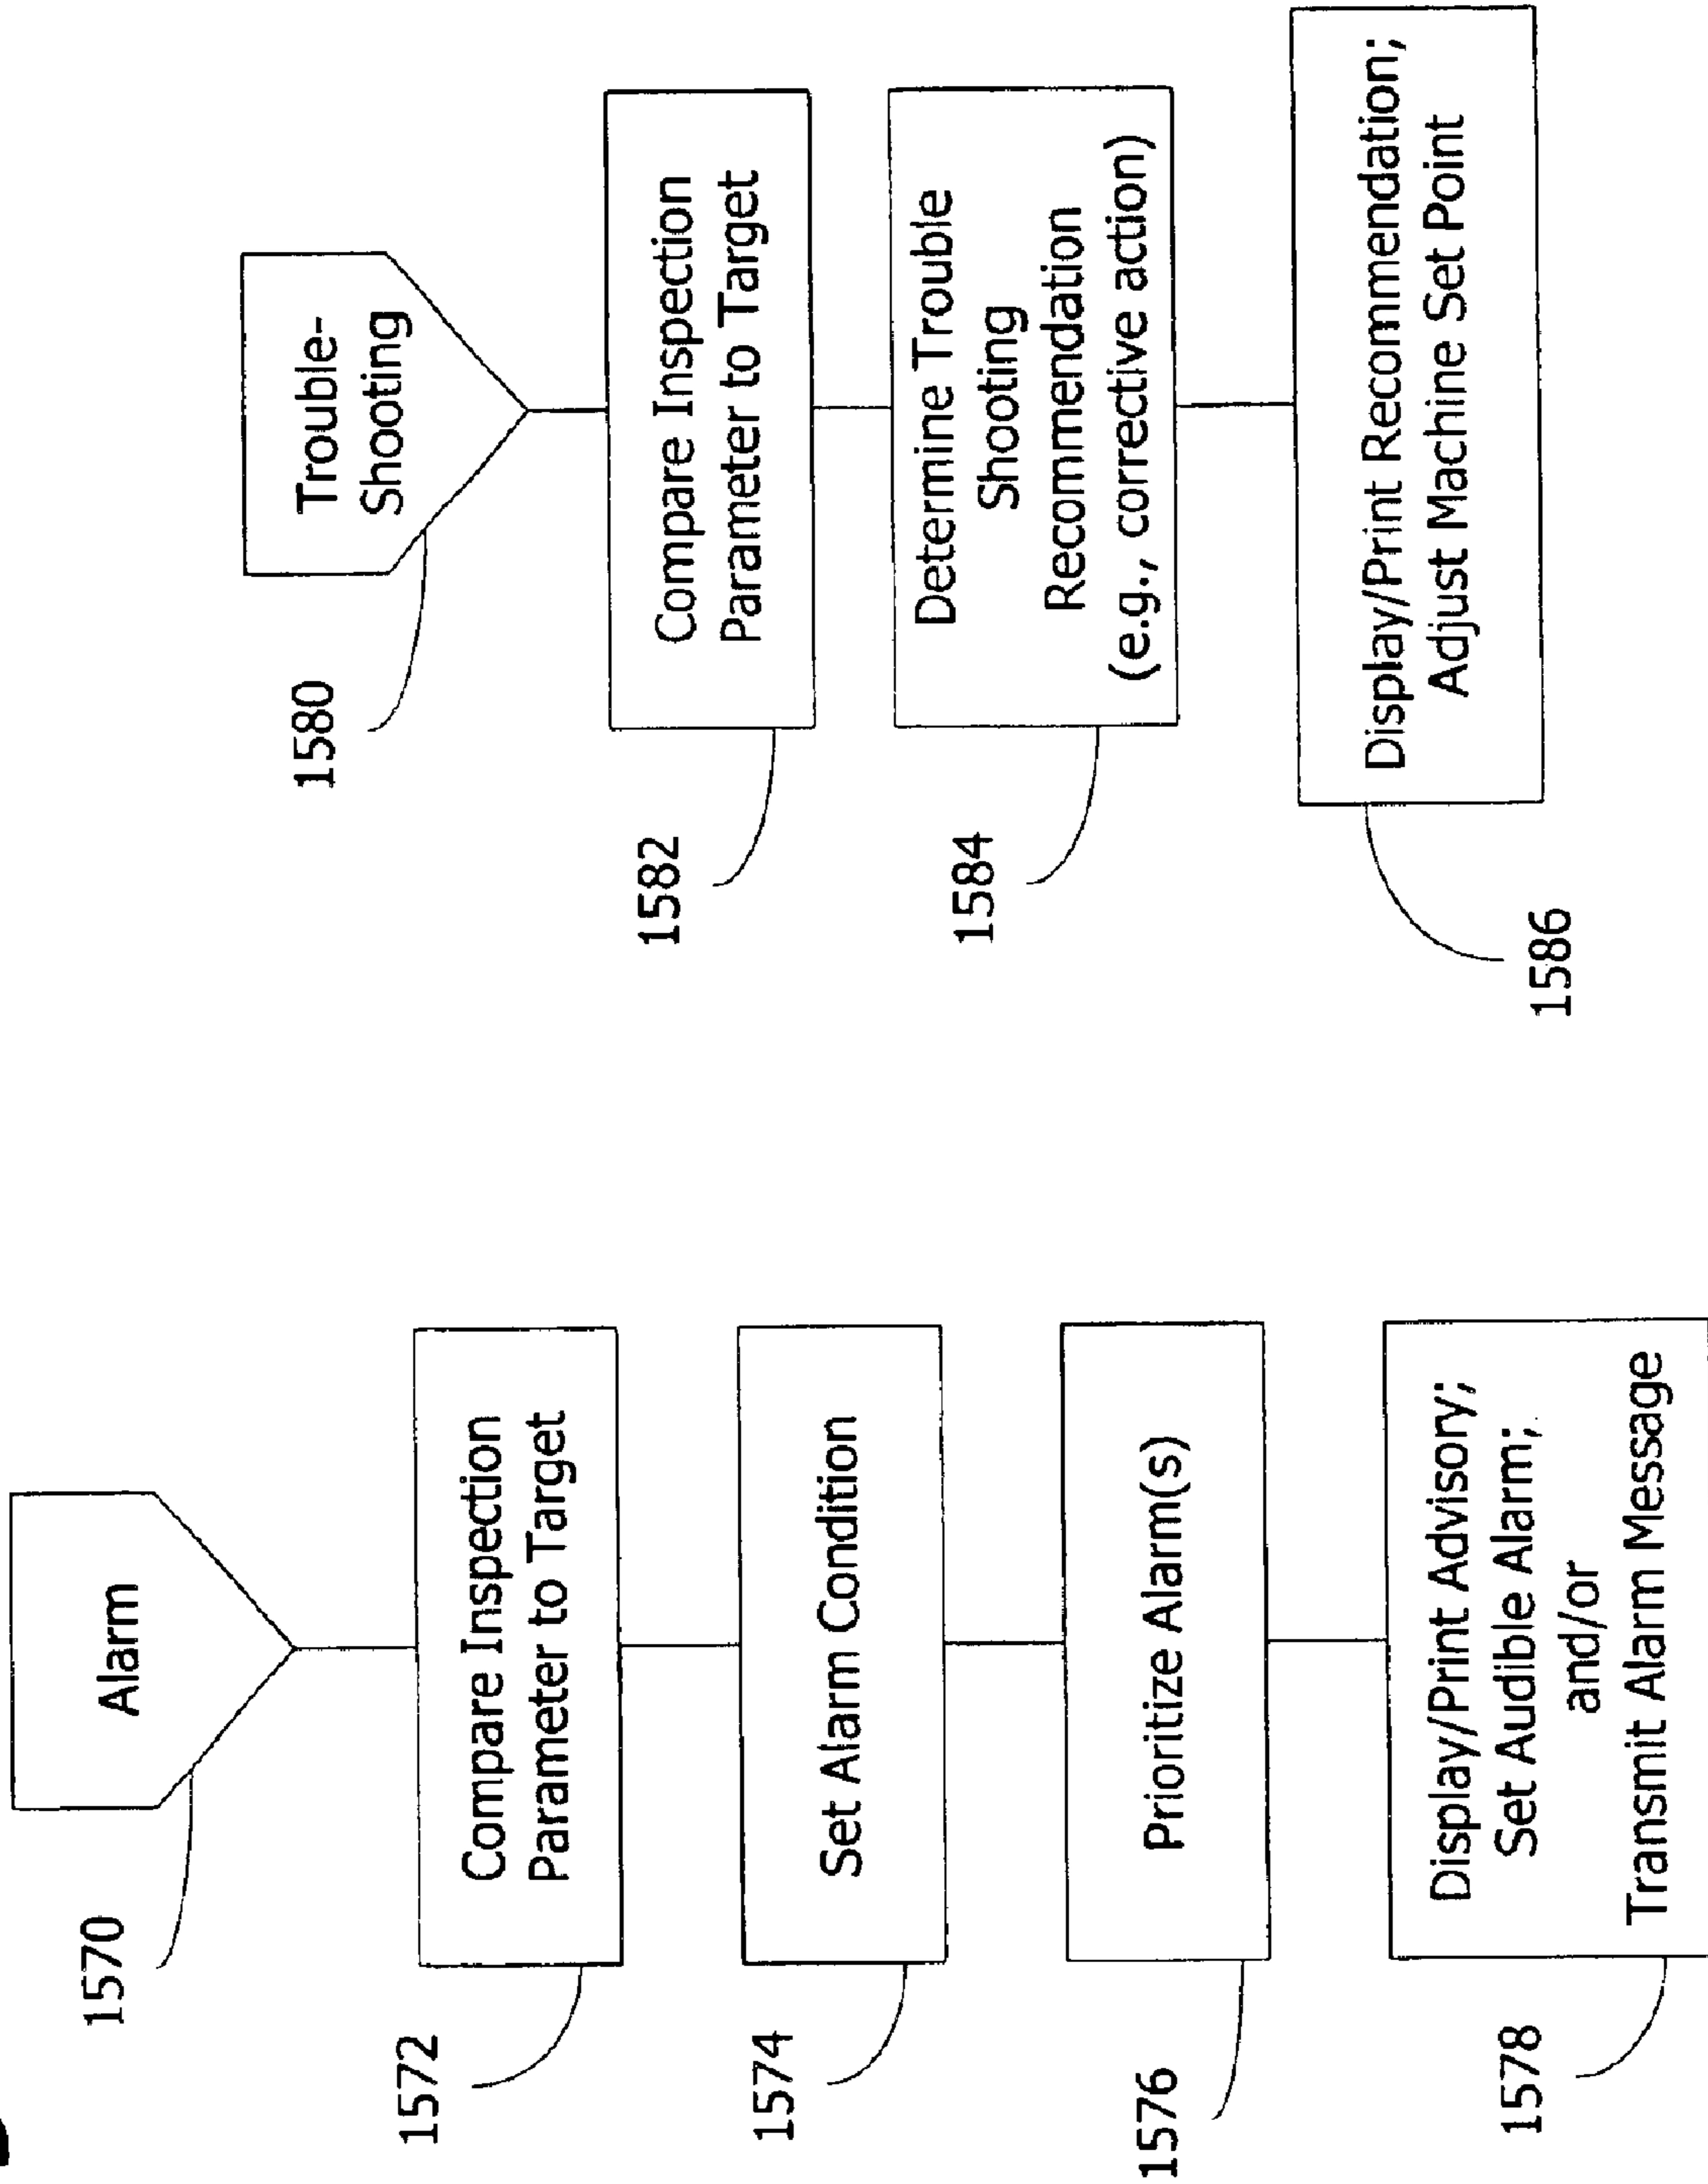 1570
Alarm
1572
Compare Inspection
Parameter to Target
1574
Set Alarm Condition
1576
Prioritize Alarm(s)
1578
Display/Print Advisory;
Set Audible Alarm;
and/or
Transmit Alarm Message
1580
Trouble-
Shooting
1582
Compare Inspection
Parameter to Target
1584
Determine Trouble
Shooting
Recommendation
(e.g., corrective action)
1586
Display/Print Recommendation;
Adjust Machine Set Point